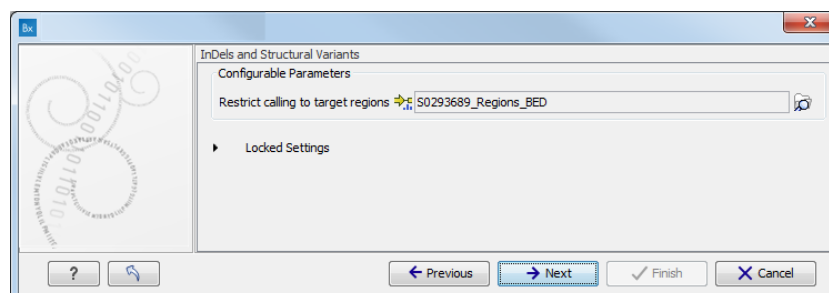 Bx
InDels and Structural Variants
Configurable Parameters
Restrict calling to target regions S0293689_Regions_BED
Locked Settings
? Previous Next Finish Cancel